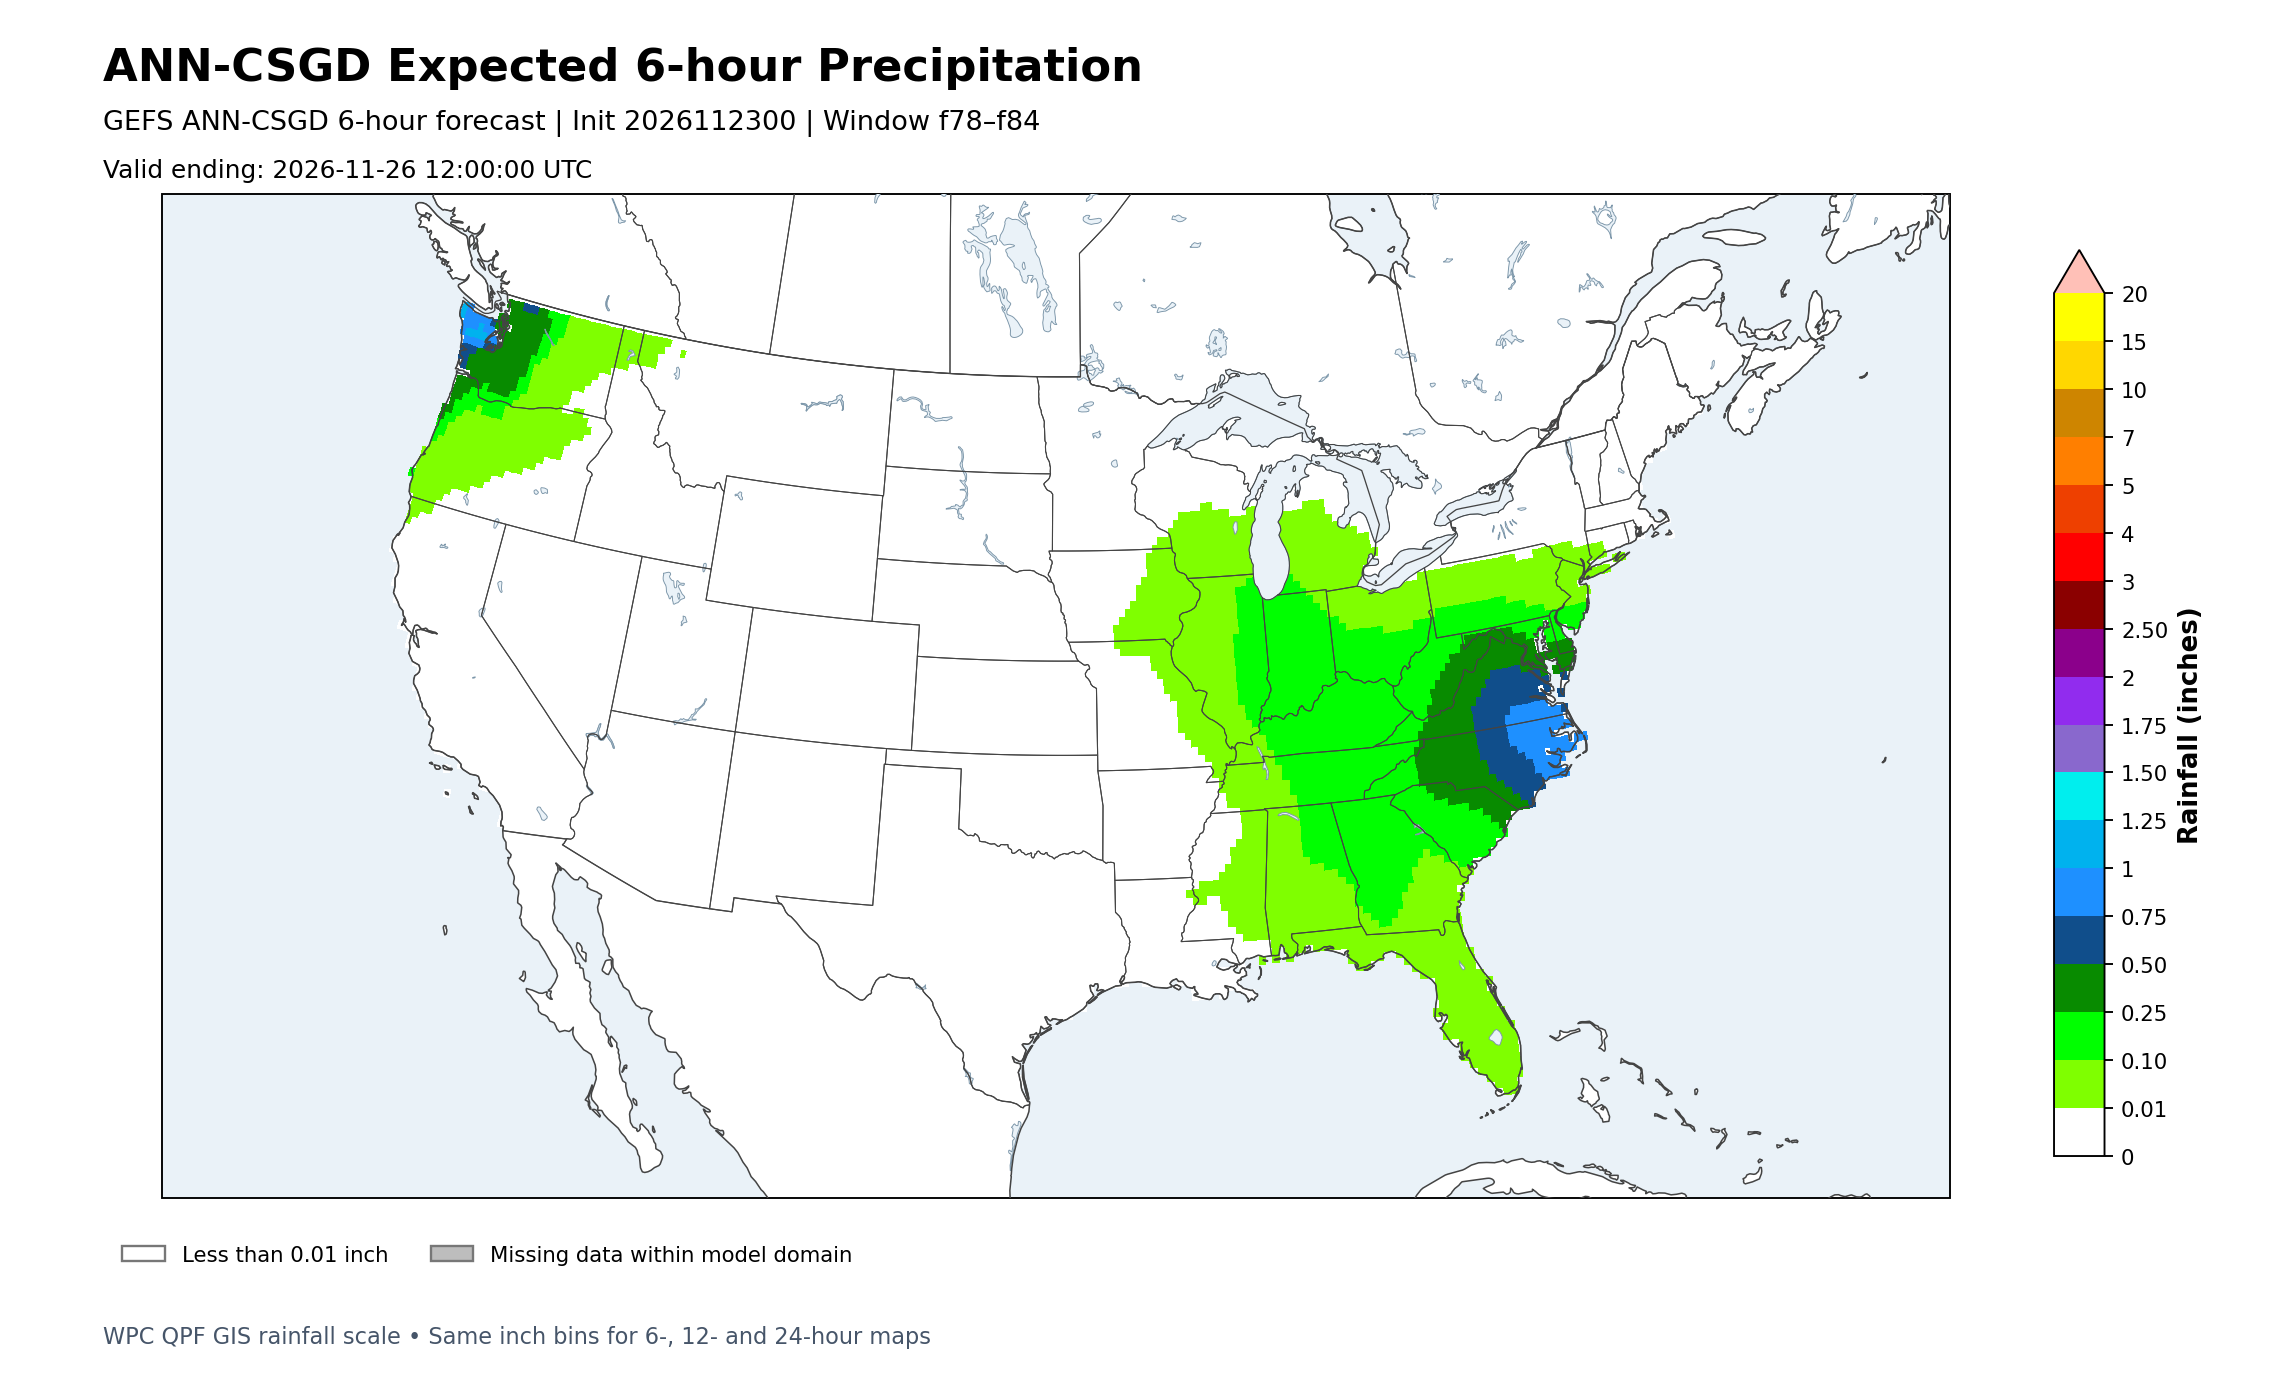 ANN-CSGD Expected 6-hour Precipitation
GEFS ANN-CSGD 6-hour forecast | Init 2026112300 | Window f78–f84
Valid ending: 2026-11-26 12:00:00 UTC
20
15
10
7
5
4
3
2.50
2
1.75
1.50
1.25
1
0.75
0.50
0.25
0.10
0.01
0
Rainfall (inches)
Less than 0.01 inch
Missing data within model domain
WPC QPF GIS rainfall scale • Same inch bins for 6-, 12- and 24-hour maps